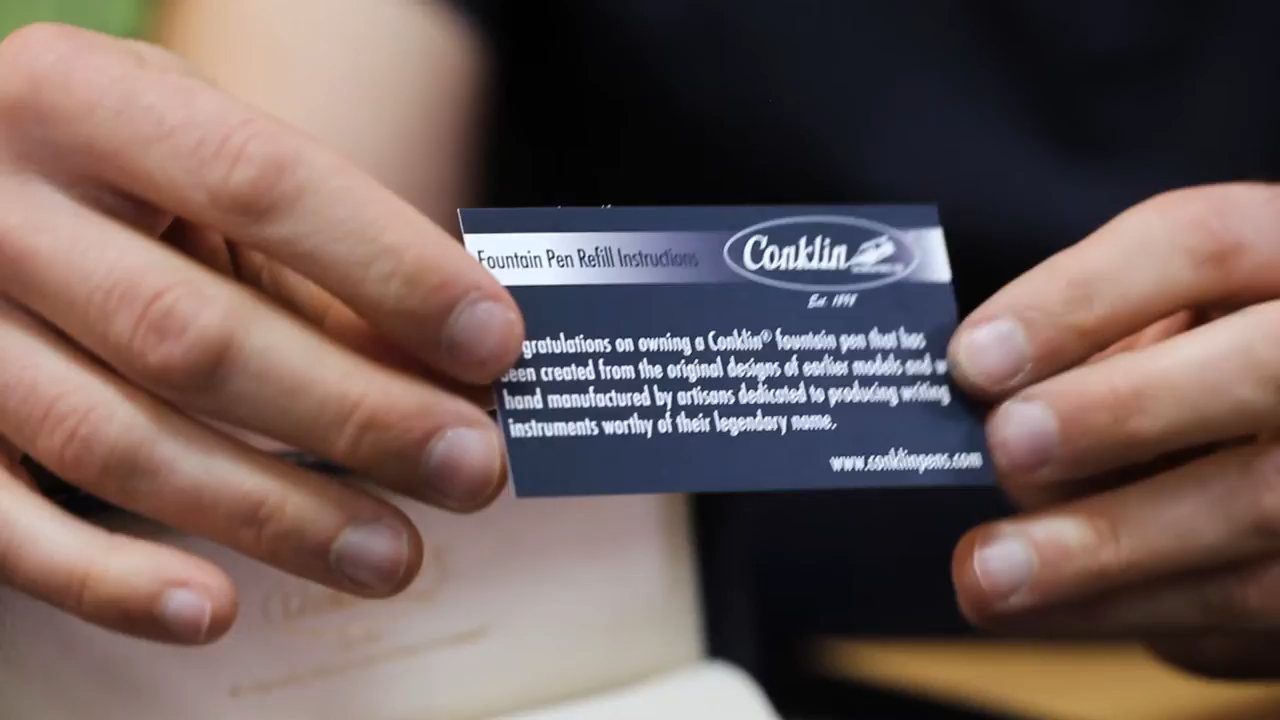 Fountain Pen Refill Instructions
Conklin
Est. 1898
gratulations on owning a Conklin® fountain pen that has
een created from the original designs of earlier models and
hand manufactured by artisans dedicated to producing writing
instruments worthy of their legendary name.
www.conklinpens.com